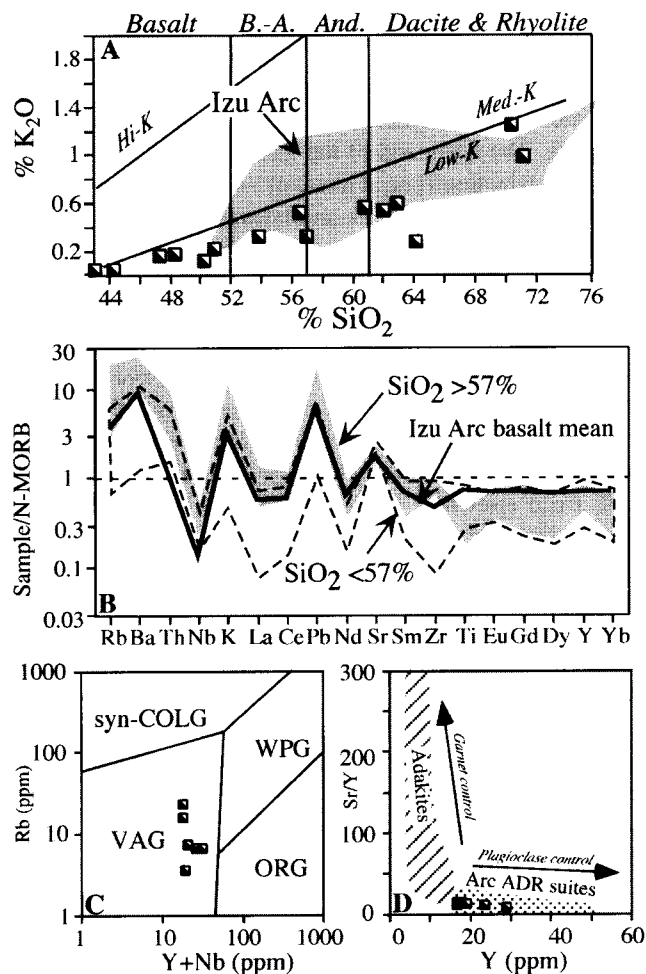 Basalt B.-A. And. Dacite & Rhyolite
A
1.8
1.4
1
0.6
0.2
% K2O
Hi-K
Izu Arc
Med.-K
Low-K
44 48 52 56 60 64 68 72 76
% SiO2
30
10
3
1
0.3
0.1
0.03
Sample/N-MORB
SiO2 >57%
Izu Arc basalt mean
SiO2 <57%
B
Rb Ba Th Nb K La Ce Pb Nd Sr Sm Zr Ti Eu Gd Dy Y Yb
1000
100
10
1
Rb (ppm)
syn-COLG
WPG
VAG
ORG
C
1 10 100 1000
Y+Nb (ppm)
300
200
100
0
Sr/Y
Adakites
Garnet control
Plagioclase control
Arc ADR suites
D
0 20 40 60
Y (ppm)